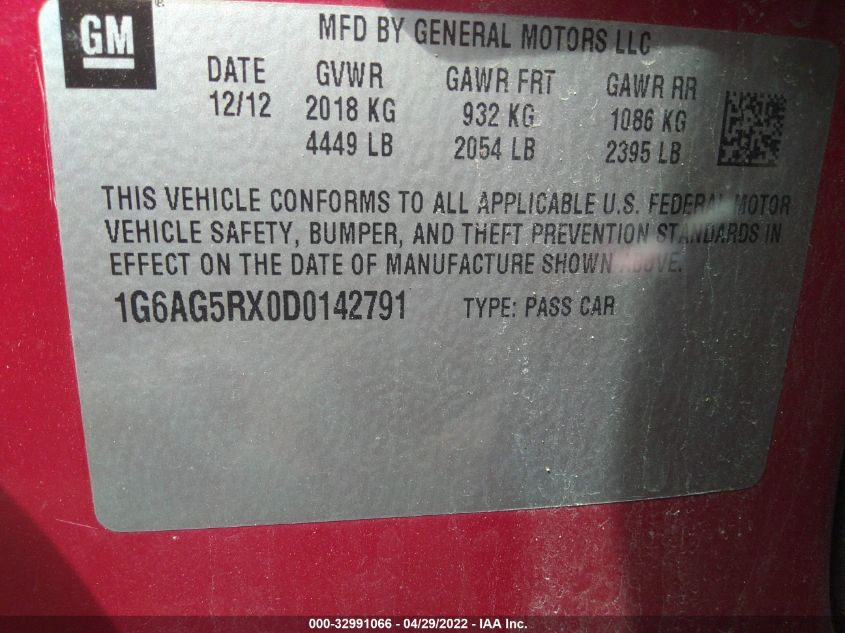 GM ®
MFD BY GENERAL MOTORS LLC
DATE GVWR GAWR FRT GAWR RR
12/12 2018 KG 932 KG 1086 KG
4449 LB 2054 LB 2395 LB
THIS VEHICLE CONFORMS TO ALL APPLICABLE U.S. FEDERAL MOTOR
VEHICLE SAFETY, BUMPER, AND THEFT PREVENTION STANDARDS IN
EFFECT ON THE DATE OF MANUFACTURE SHOWN ABOVE.
1G6AG5RX0D0142791 TYPE: PASS CAR
000-32991066 - 04/29/2022 - IAA Inc.